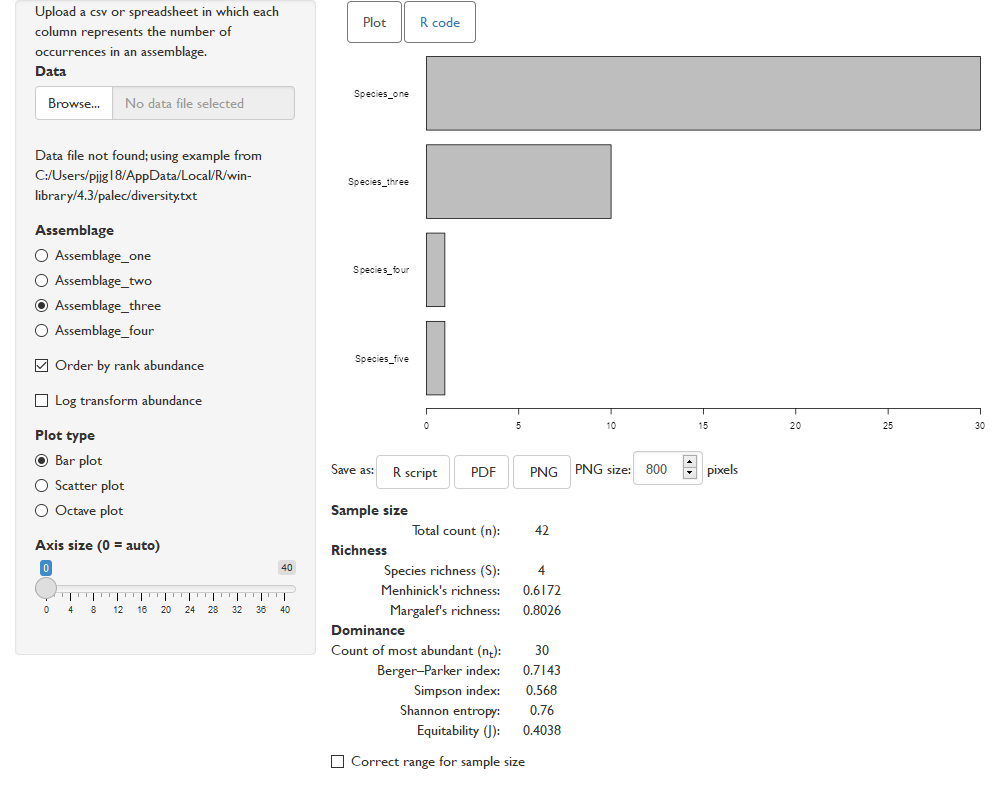 Upload a csv or spreadsheet in which each
column represents the number of
occurrences in an assemblage.
Data
Browse... No data file selected
Data file not found; using example from
C:/Users/pjjg18/AppData/Local/R/win-
library/4.3/palec/diversity.txt
Assemblage
Assemblage_one
Assemblage_two
Assemblage_three
Assemblage_four
Order by rank abundance
Log transform abundance
Plot type
Bar plot
Scatter plot
Octave plot
Axis size (0 = auto)
0 40
0 4 8 12 16 20 24 28 32 36 40
Plot R code
Species_one
Species_three
Species_four
Species_five
0 5 10 15 20 25 30
Save as: R script PDF PNG PNG size: 800 pixels
Sample size
Total count (n): 42
Richness
Species richness (S): 4
Menhinick's richness: 0.6172
Margalef's richness: 0.8026
Dominance
Count of most abundant (nt): 30
Berger–Parker index: 0.7143
Simpson index: 0.568
Shannon entropy: 0.76
Equitability (J): 0.4038
Correct range for sample size